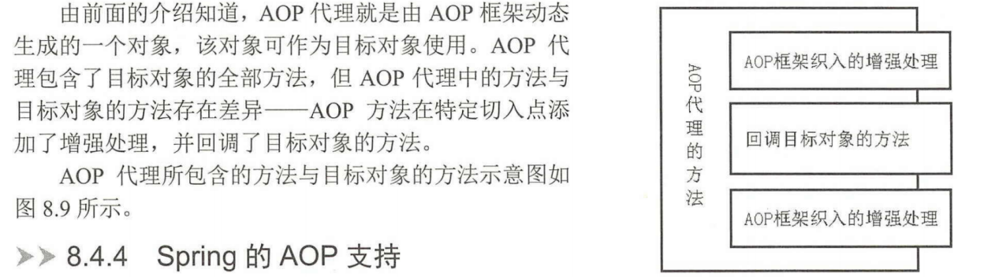 由前面的介绍知道，AOP 代理就是由 AOP 框架动态
生成的一个对象，该对象可作为目标对象使用。AOP 代
理包含了目标对象的全部方法，但 AOP 代理中的方法与
目标对象的方法存在差异——AOP 方法在特定切入点添
加了增强处理，并回调了目标对象的方法。
AOP 代理所包含的方法与目标对象的方法示意图如
图 8.9 所示。
8.4.4 Spring 的 AOP 支持
AOP代理的方法
AOP框架织入的增强处理
回调目标对象的方法
AOP框架织入的增强处理